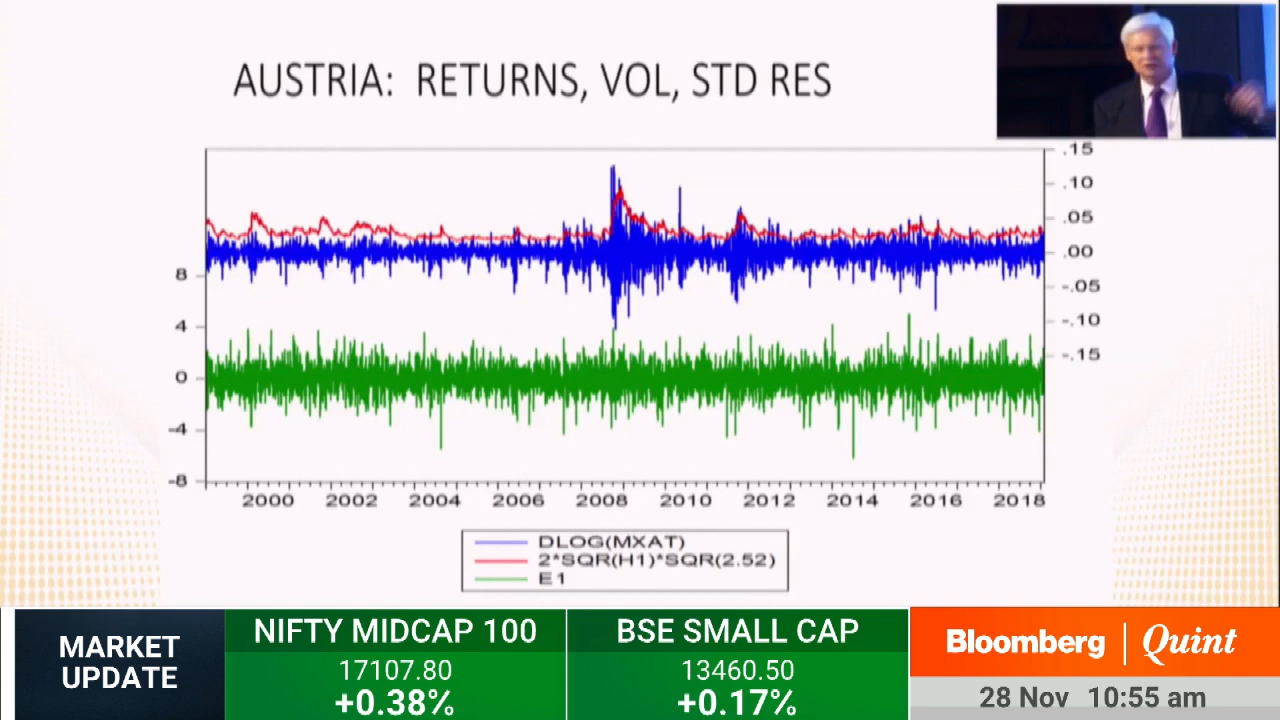 AUSTRIA: RETURNS, VOL, STD RES
.15
.10
.05
.00
-.05
-.10
-.15
8
4
0
-4
-8
2000 2002 2004 2006 2008 2010 2012 2014 2016 2018
DLOG(MXAT)
2*SQR(H1)*SQR(2.52)
E1
MARKET
UPDATE
NIFTY MIDCAP 100
17107.80
+0.38%
BSE SMALL CAP
13460.50
+0.17%
Bloomberg | Quint
28 Nov 10:55 am